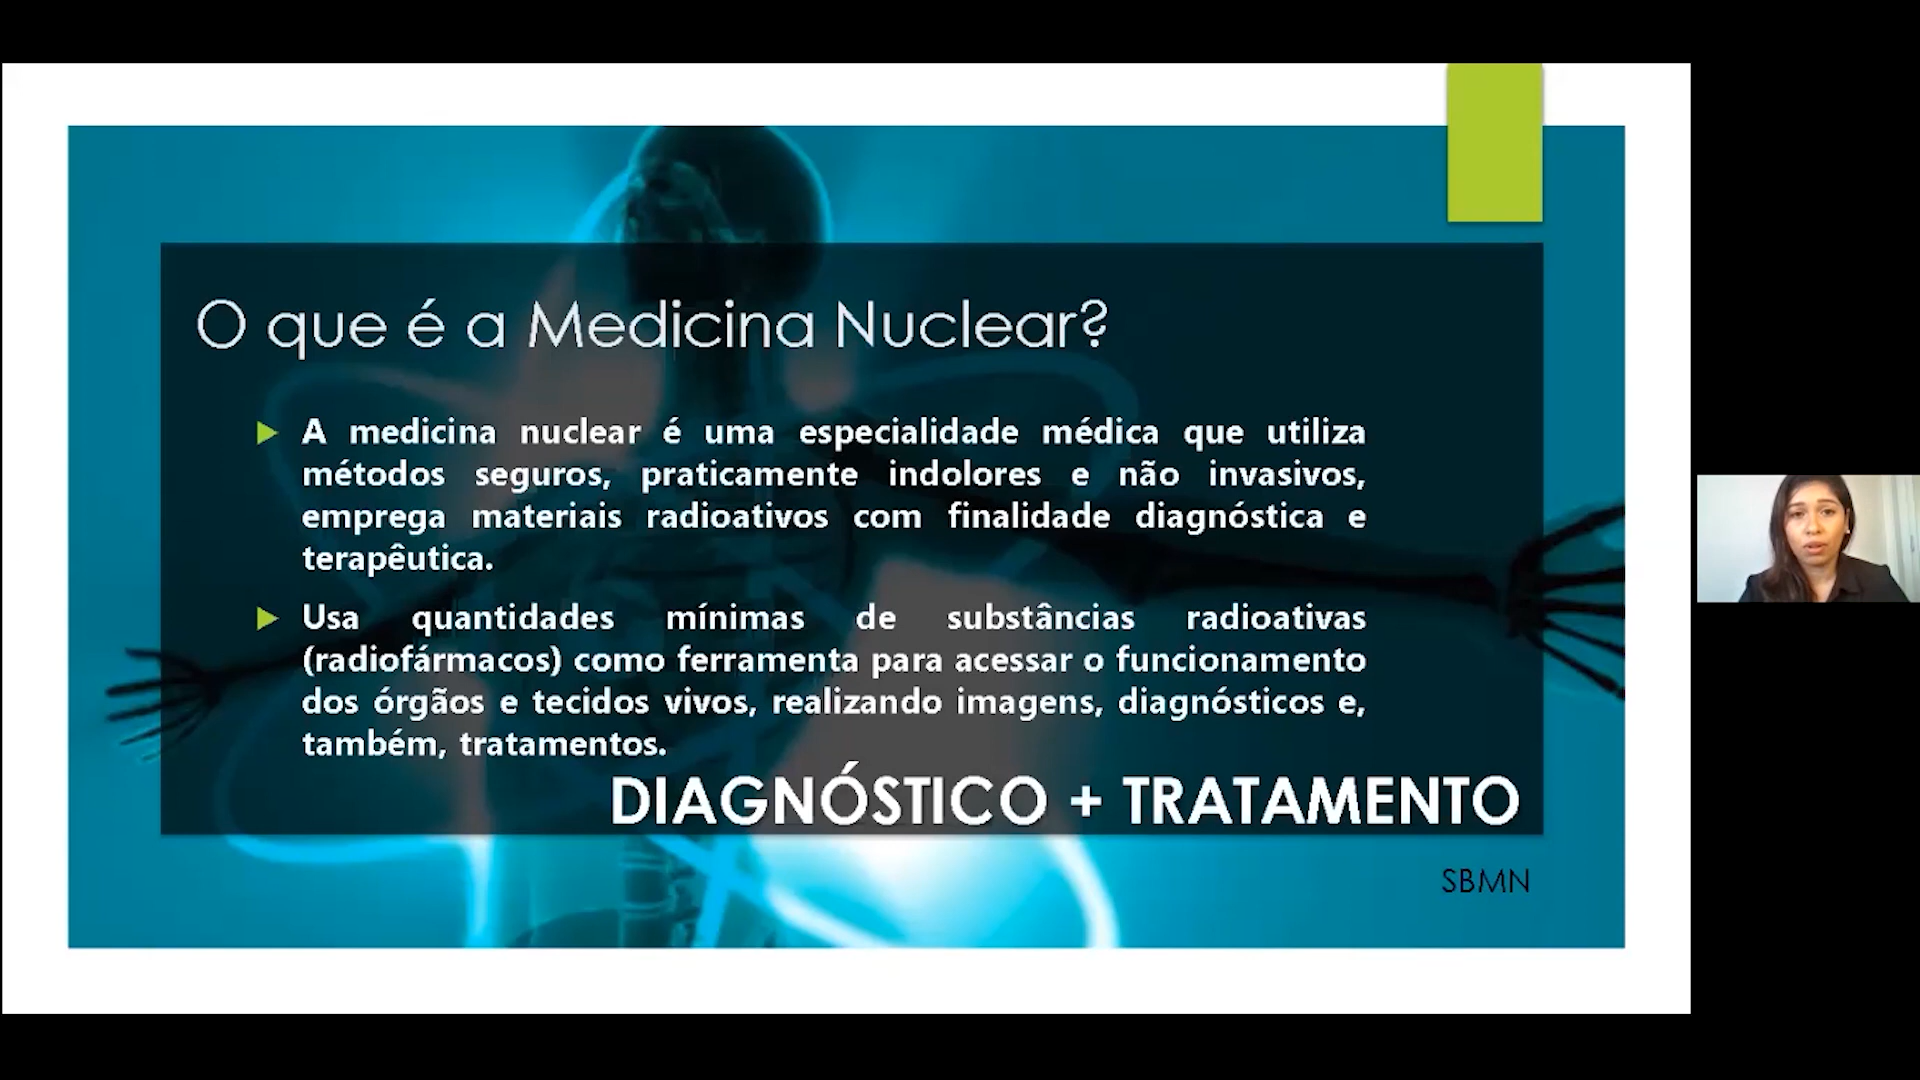 O que é a Medicina Nuclear?
A medicina nuclear é uma especialidade médica que utiliza
métodos seguros, praticamente indolores e não invasivos,
emprega materiais radioativos com finalidade diagnóstica e
terapêutica.
Usa quantidades mínimas de substâncias radioativas
(radiofármacos) como ferramenta para acessar o funcionamento
dos órgãos e tecidos vivos, realizando imagens, diagnósticos e,
também, tratamentos.
DIAGNÓSTICO + TRATAMENTO
SBMN